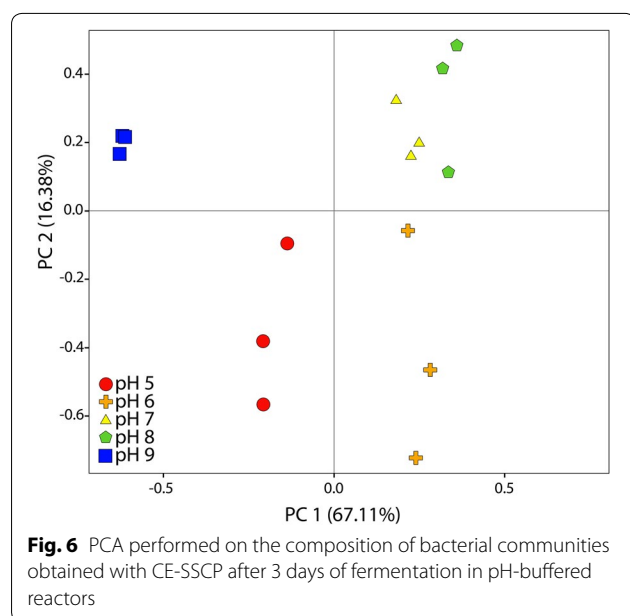 0.4
0.2
0.0
-0.2
-0.4
-0.6
PC 2 (16.38%)
pH 5
pH 6
pH 7
pH 8
pH 9
-0.5
0.0
0.5
PC 1 (67.11%)
Fig. 6 PCA performed on the composition of bacterial communities
obtained with CE-SSCP after 3 days of fermentation in pH-buffered
reactors